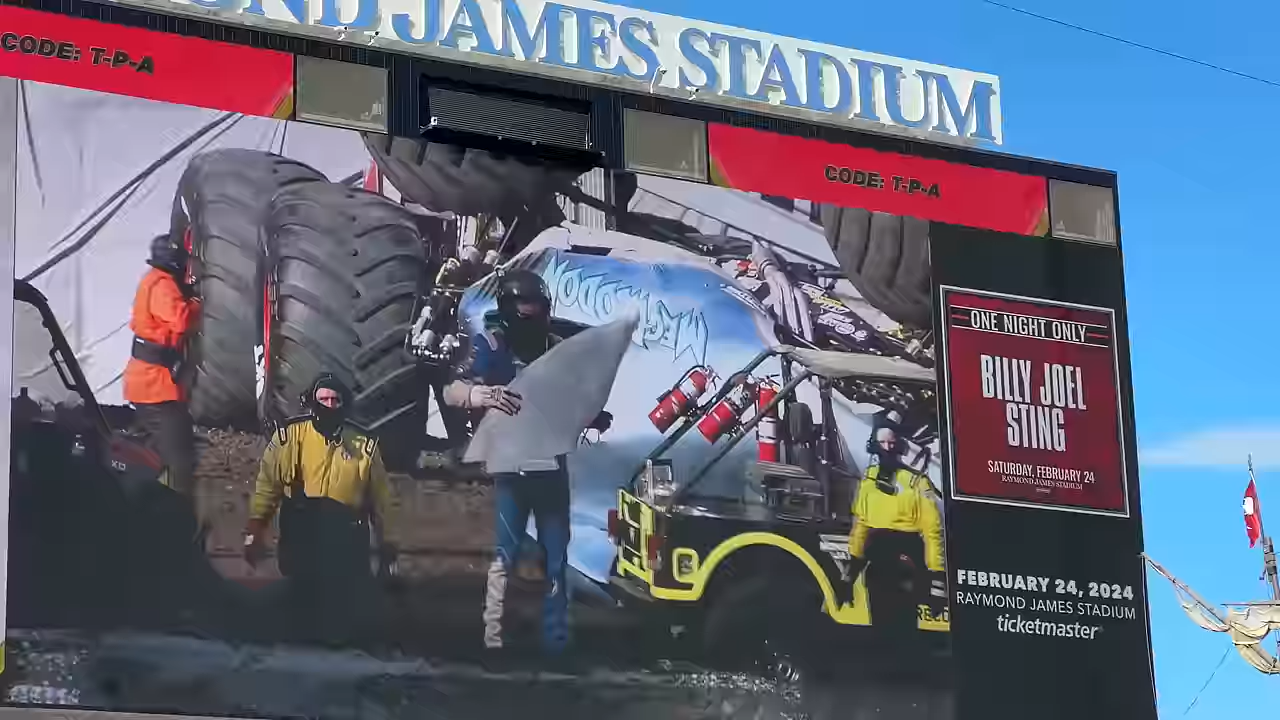 OND JAMES STADIUM
CODE: T-P-A
CODE: T-P-A
MEGALODON
ONE NIGHT ONLY
BILLY JOEL
STING
SATURDAY, FEBRUARY 24
RAYMOND JAMES STADIUM
FEBRUARY 24, 2024
RAYMOND JAMES STADIUM
ticketmaster